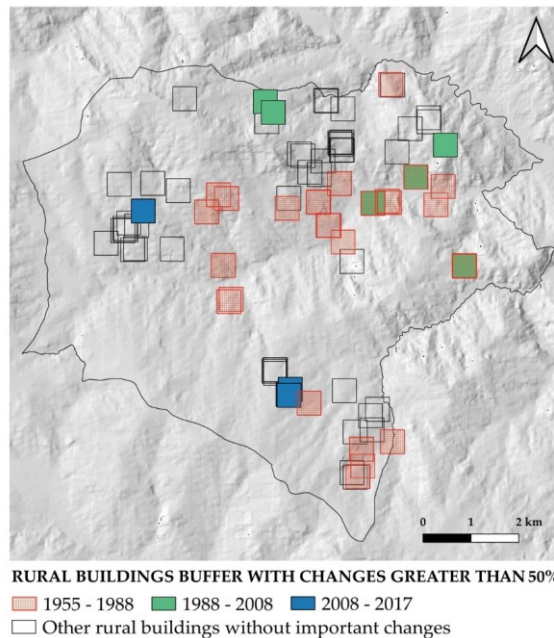 0 1 2 km
RURAL BUILDINGS BUFFER WITH CHANGES GREATER THAN 50%
1955 - 1988 1988 - 2008 2008 - 2017
Other rural buildings without important changes